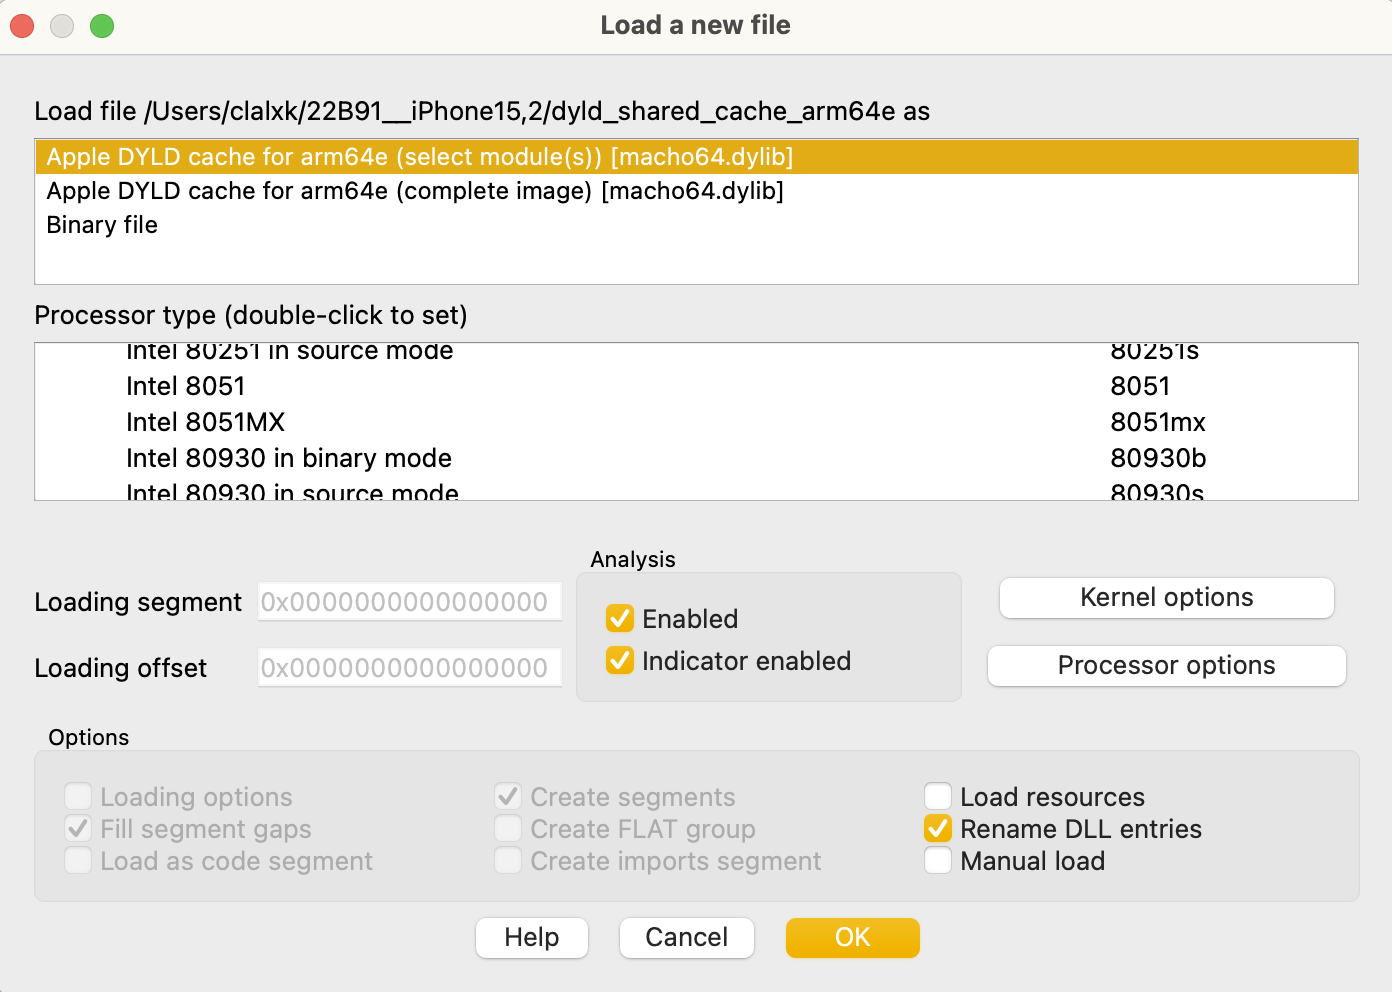 Load a new file
Load file /Users/clalxk/22B91__iPhone15,2/dyld_shared_cache_arm64e as
Apple DYLD cache for arm64e (select module(s)) [macho64.dylib]
Apple DYLD cache for arm64e (complete image) [macho64.dylib]
Binary file
Processor type (double-click to set)
Intel 80251 in source mode 80251s
Intel 8051 8051
Intel 8051MX 8051mx
Intel 80930 in binary mode 80930b
Intel 80930 in source mode 80930s
Analysis
Loading segment 0x0000000000000000
Enabled
Kernel options
Loading offset 0x0000000000000000
Indicator enabled
Processor options
Options
Loading options Create segments Load resources
Fill segment gaps Create FLAT group Rename DLL entries
Load as code segment Create imports segment Manual load
Help Cancel OK